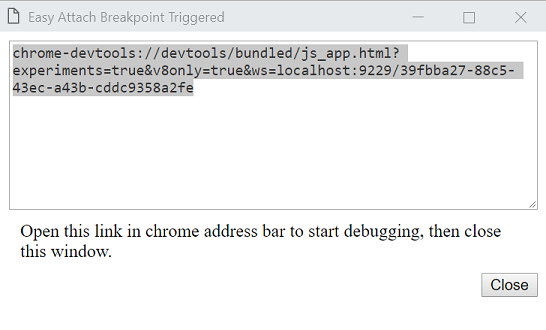 Easy Attach Breakpoint Triggered
chrome-devtools://devtools/bundled/js_app.html?
experiments=true&v8only=true&ws=localhost:9229/39fbba27-88c5-
43ec-a43b-cddc9358a2fe
Open this link in chrome address bar to start debugging, then close
this window.
Close